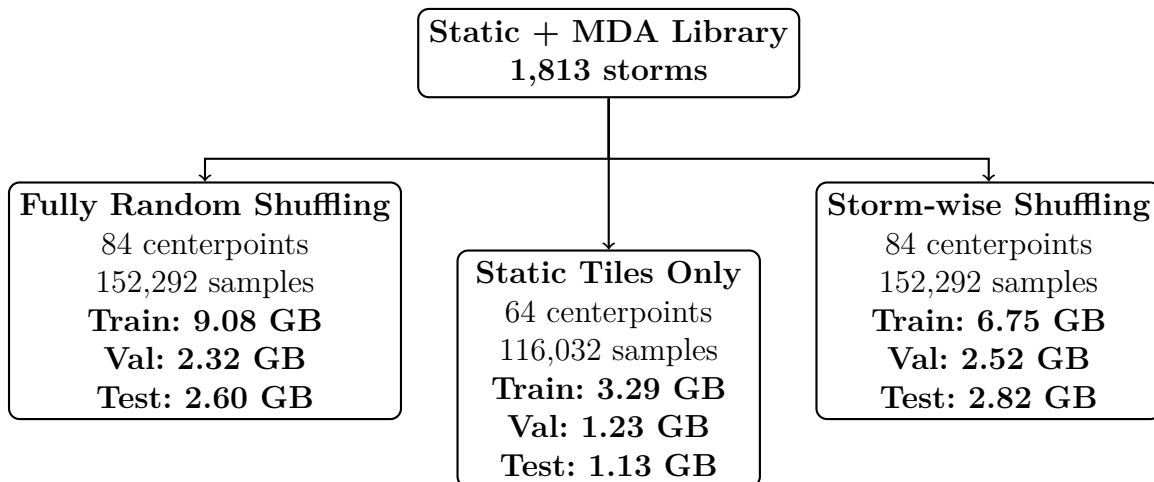 Static + MDA Library
1,813 storms
Fully Random Shuffling
84 centerpoints
152,292 samples
Train: 9.08 GB
Val: 2.32 GB
Test: 2.60 GB
Static Tiles Only
64 centerpoints
116,032 samples
Train: 3.29 GB
Val: 1.23 GB
Test: 1.13 GB
Storm-wise Shuffling
84 centerpoints
152,292 samples
Train: 6.75 GB
Val: 2.52 GB
Test: 2.82 GB